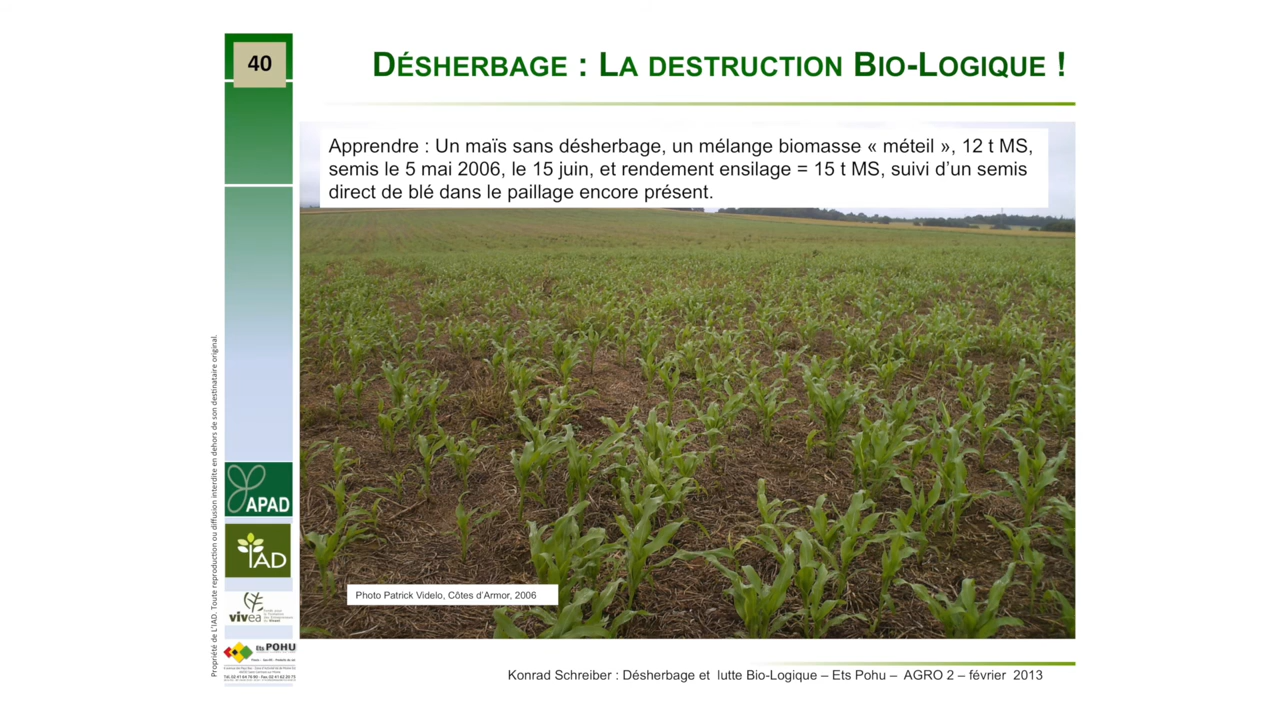 40
DÉSHERBAGE : LA DESTRUCTION BIO-LOGIQUE !
Apprendre : Un maïs sans désherbage, un mélange biomasse « méteil », 12 t MS,
semis le 5 mai 2006, le 15 juin, et rendement ensilage = 15 t MS, suivi d’un semis
direct de blé dans le paillage encore présent.
Propriété de L’IAD. Toute reproduction ou diffusion interdite en dehors de son destinataire original.
APAD
IAD
vivea
Ets POHU
Photo Patrick Videlo, Côtes d’Armor, 2006
Konrad Schreiber : Désherbage et lutte Bio-Logique – Ets Pohu – AGRO 2 – février 2013